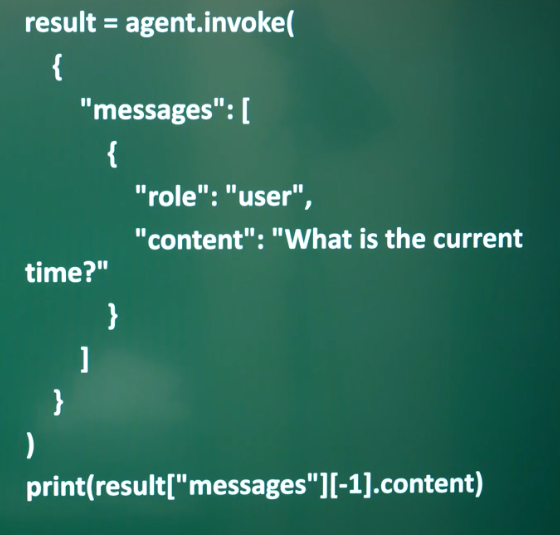 result = agent.invoke(
{
"messages": [
{
"role": "user",
"content": "What is the current
time?"
}
]
}
)
print(result["messages"][-1].content)